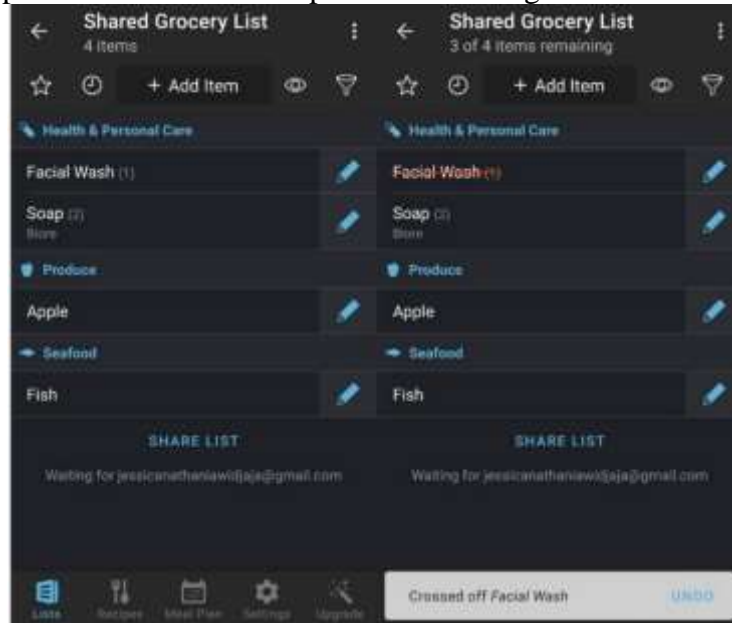 Shared Grocery List
4 items
+ Add Item
Health & Personal Care
Facial Wash (1)
Soap (2)
Biore
Produce
Apple
Seafood
Fish
SHARE LIST
Waiting for jessicanathaniawidjaja@gmail.com
Lists
Recipes
Meal Plan
Settings
Upgrade
Shared Grocery List
3 of 4 items remaining
+ Add Item
Health & Personal Care
Facial Wash (1)
Soap (2)
Biore
Produce
Apple
Seafood
Fish
SHARE LIST
Waiting for jessicanathaniawidjaja@gmail.com
Crossed off Facial Wash
UNDO